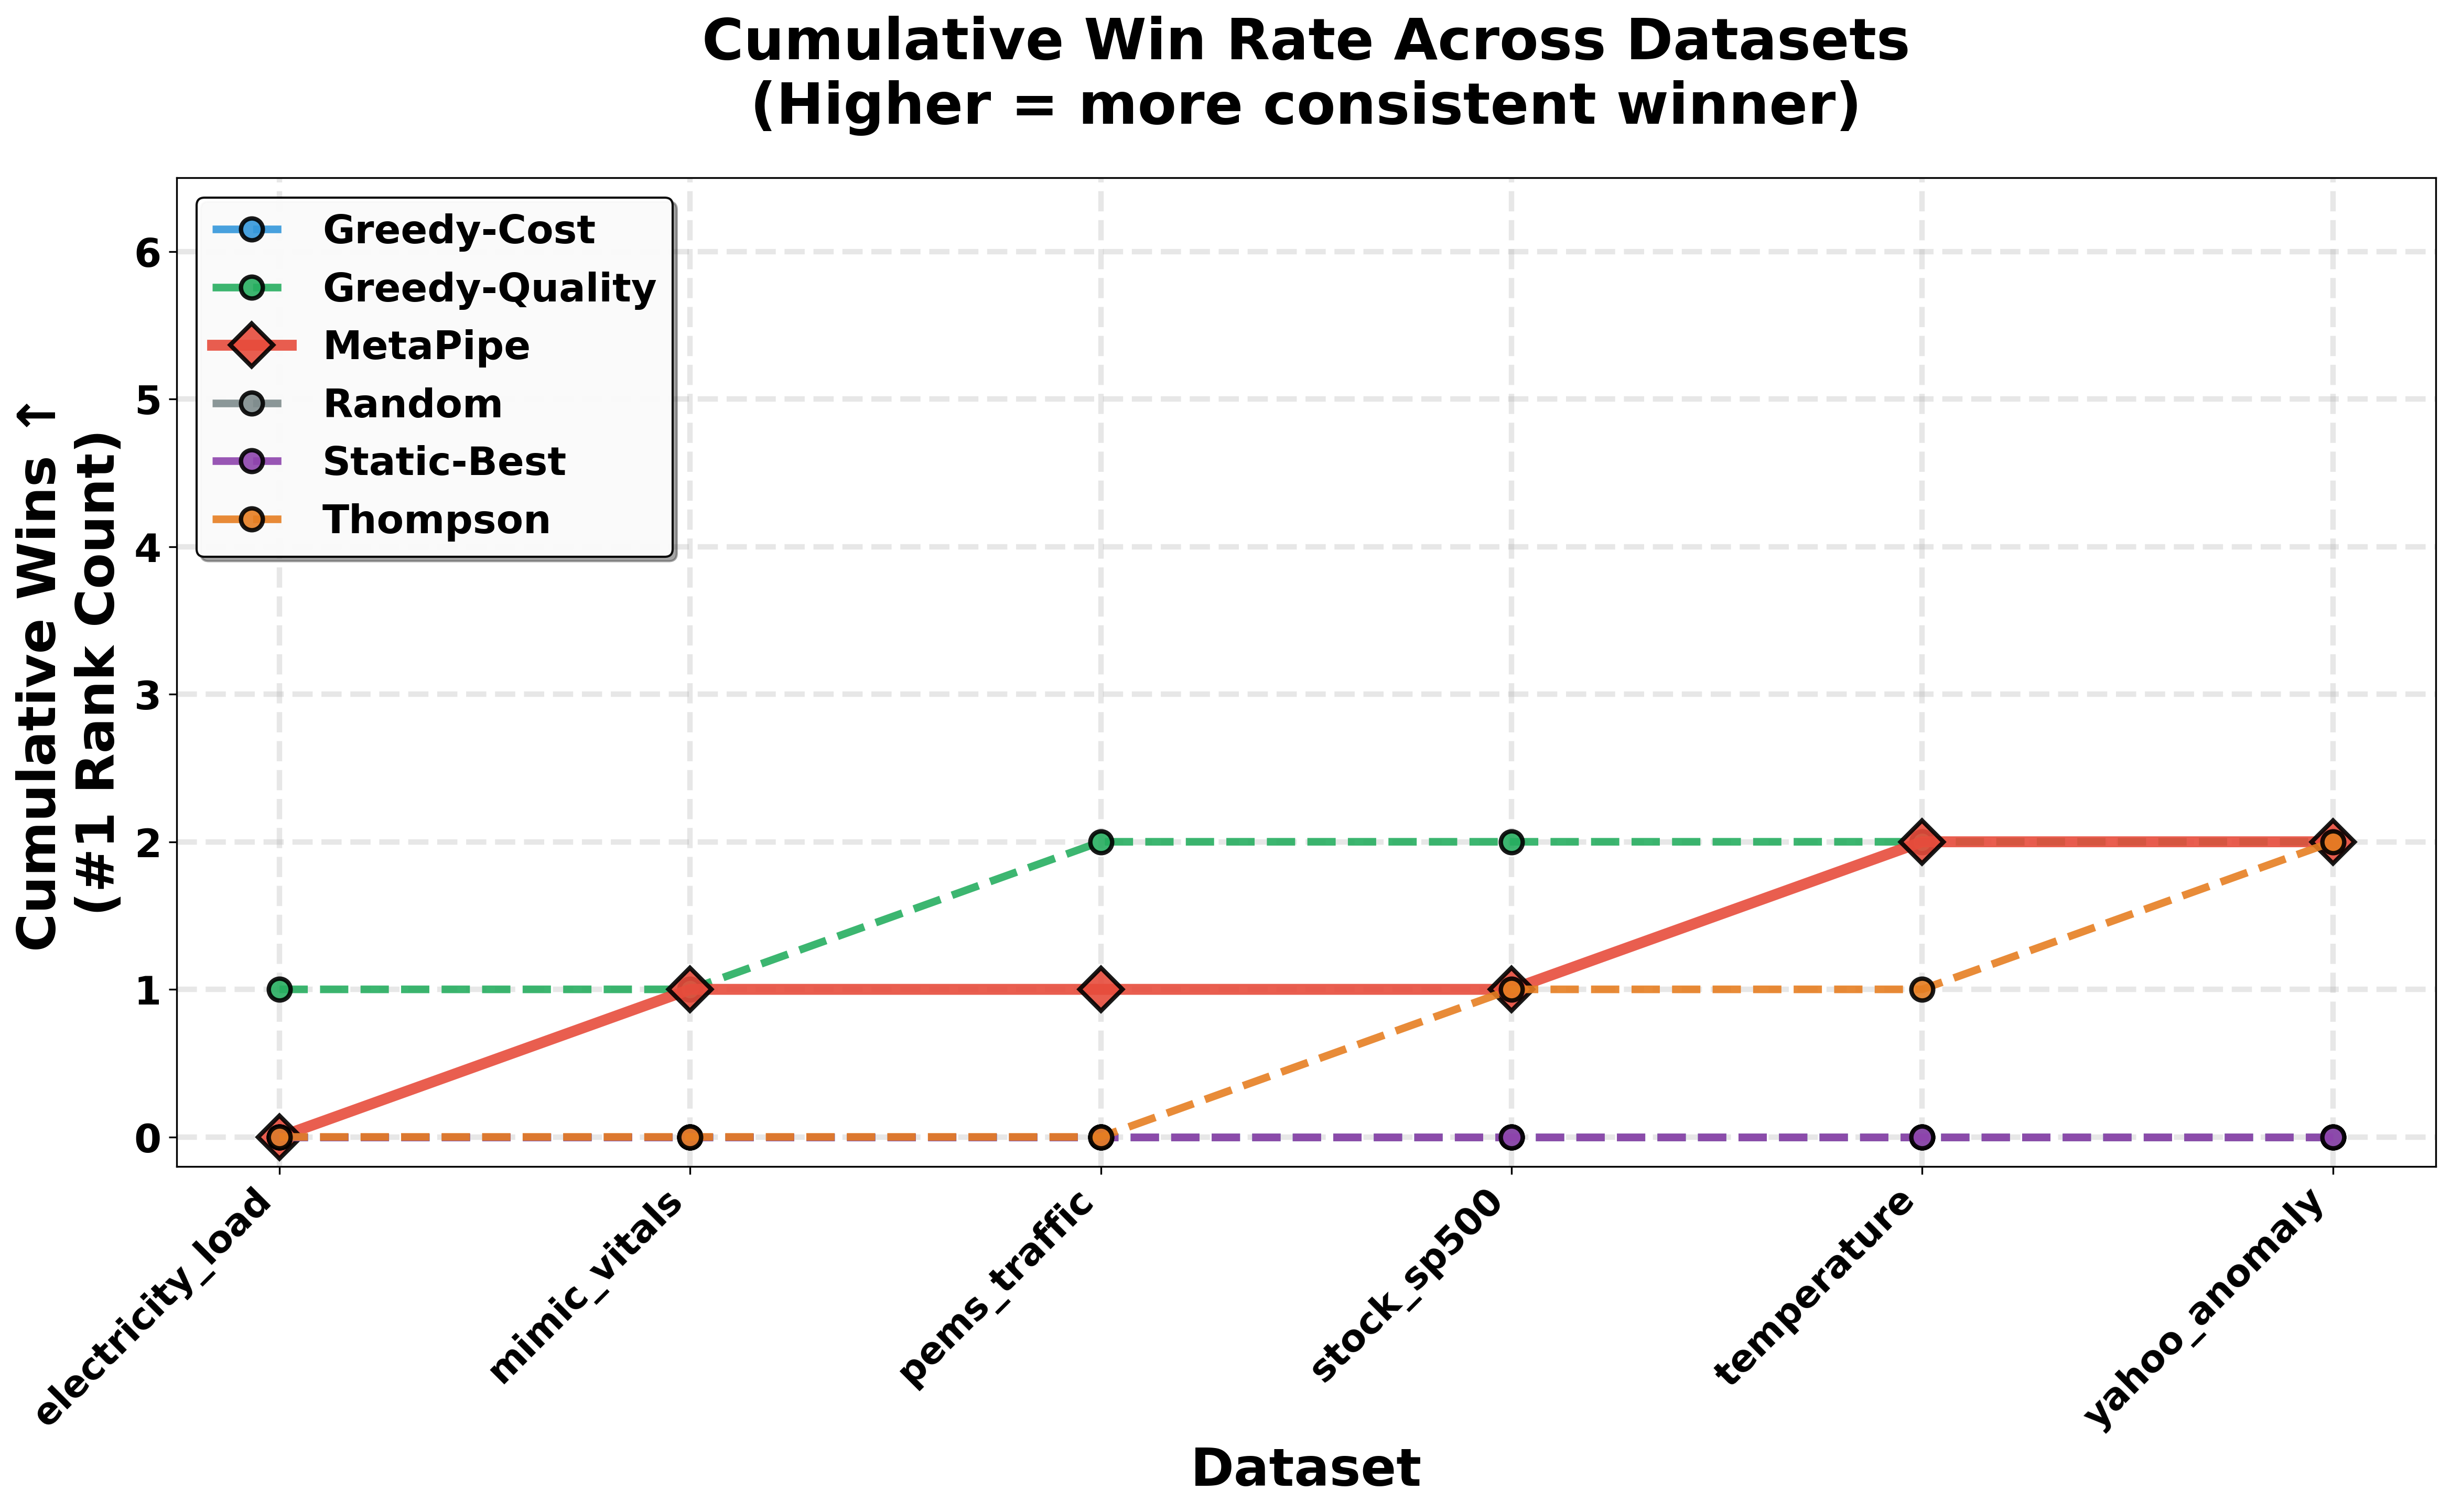 Cumulative Win Rate Across Datasets
(Higher = more consistent winner)
Greedy-Cost
Greedy-Quality
MetaPipe
Random
Static-Best
Thompson
Cumulative Wins ↑
(#1 Rank Count)
6
5
4
3
2
1
0
electricity_load
mimic_vitals
pems_traffic
stock_sp500
temperature
yahoo_anomaly
Dataset